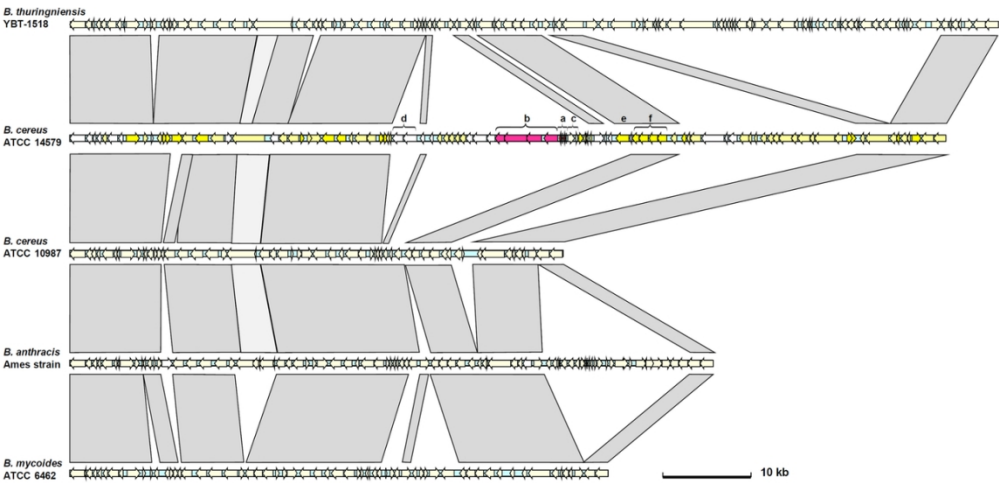 B. thuringniensis
YBT-1518
d b a c e f
B. cereus
ATCC 14579
B. cereus
ATCC 10987
B. anthracis
Ames strain
B. mycoides
ATCC 6462
10 kb